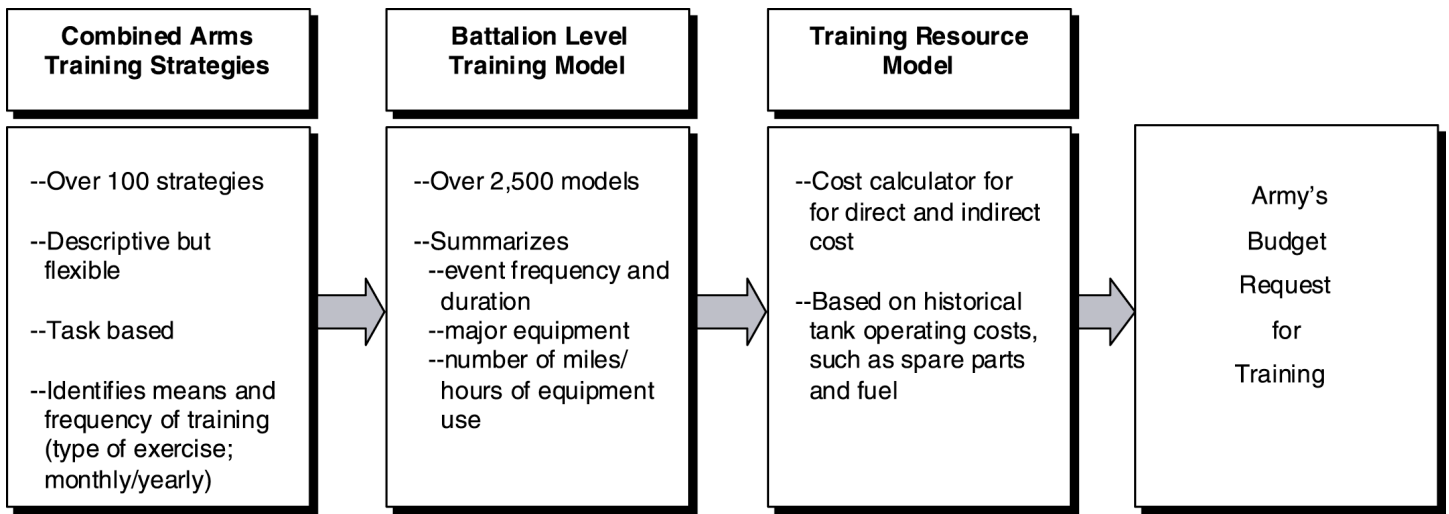 Combined Arms
Training Strategies
--Over 100 strategies
--Descriptive but
flexible
--Task based
--Identifies means and
frequency of training
(type of exercise;
monthly/yearly)
Battalion Level
Training Model
--Over 2,500 models
--Summarizes
--event frequency and
duration
--major equipment
--number of miles/
hours of equipment
use
Training Resource
Model
--Cost calculator for
for direct and indirect
cost
--Based on historical
tank operating costs,
such as spare parts
and fuel
Army’s
Budget
Request
for
Training